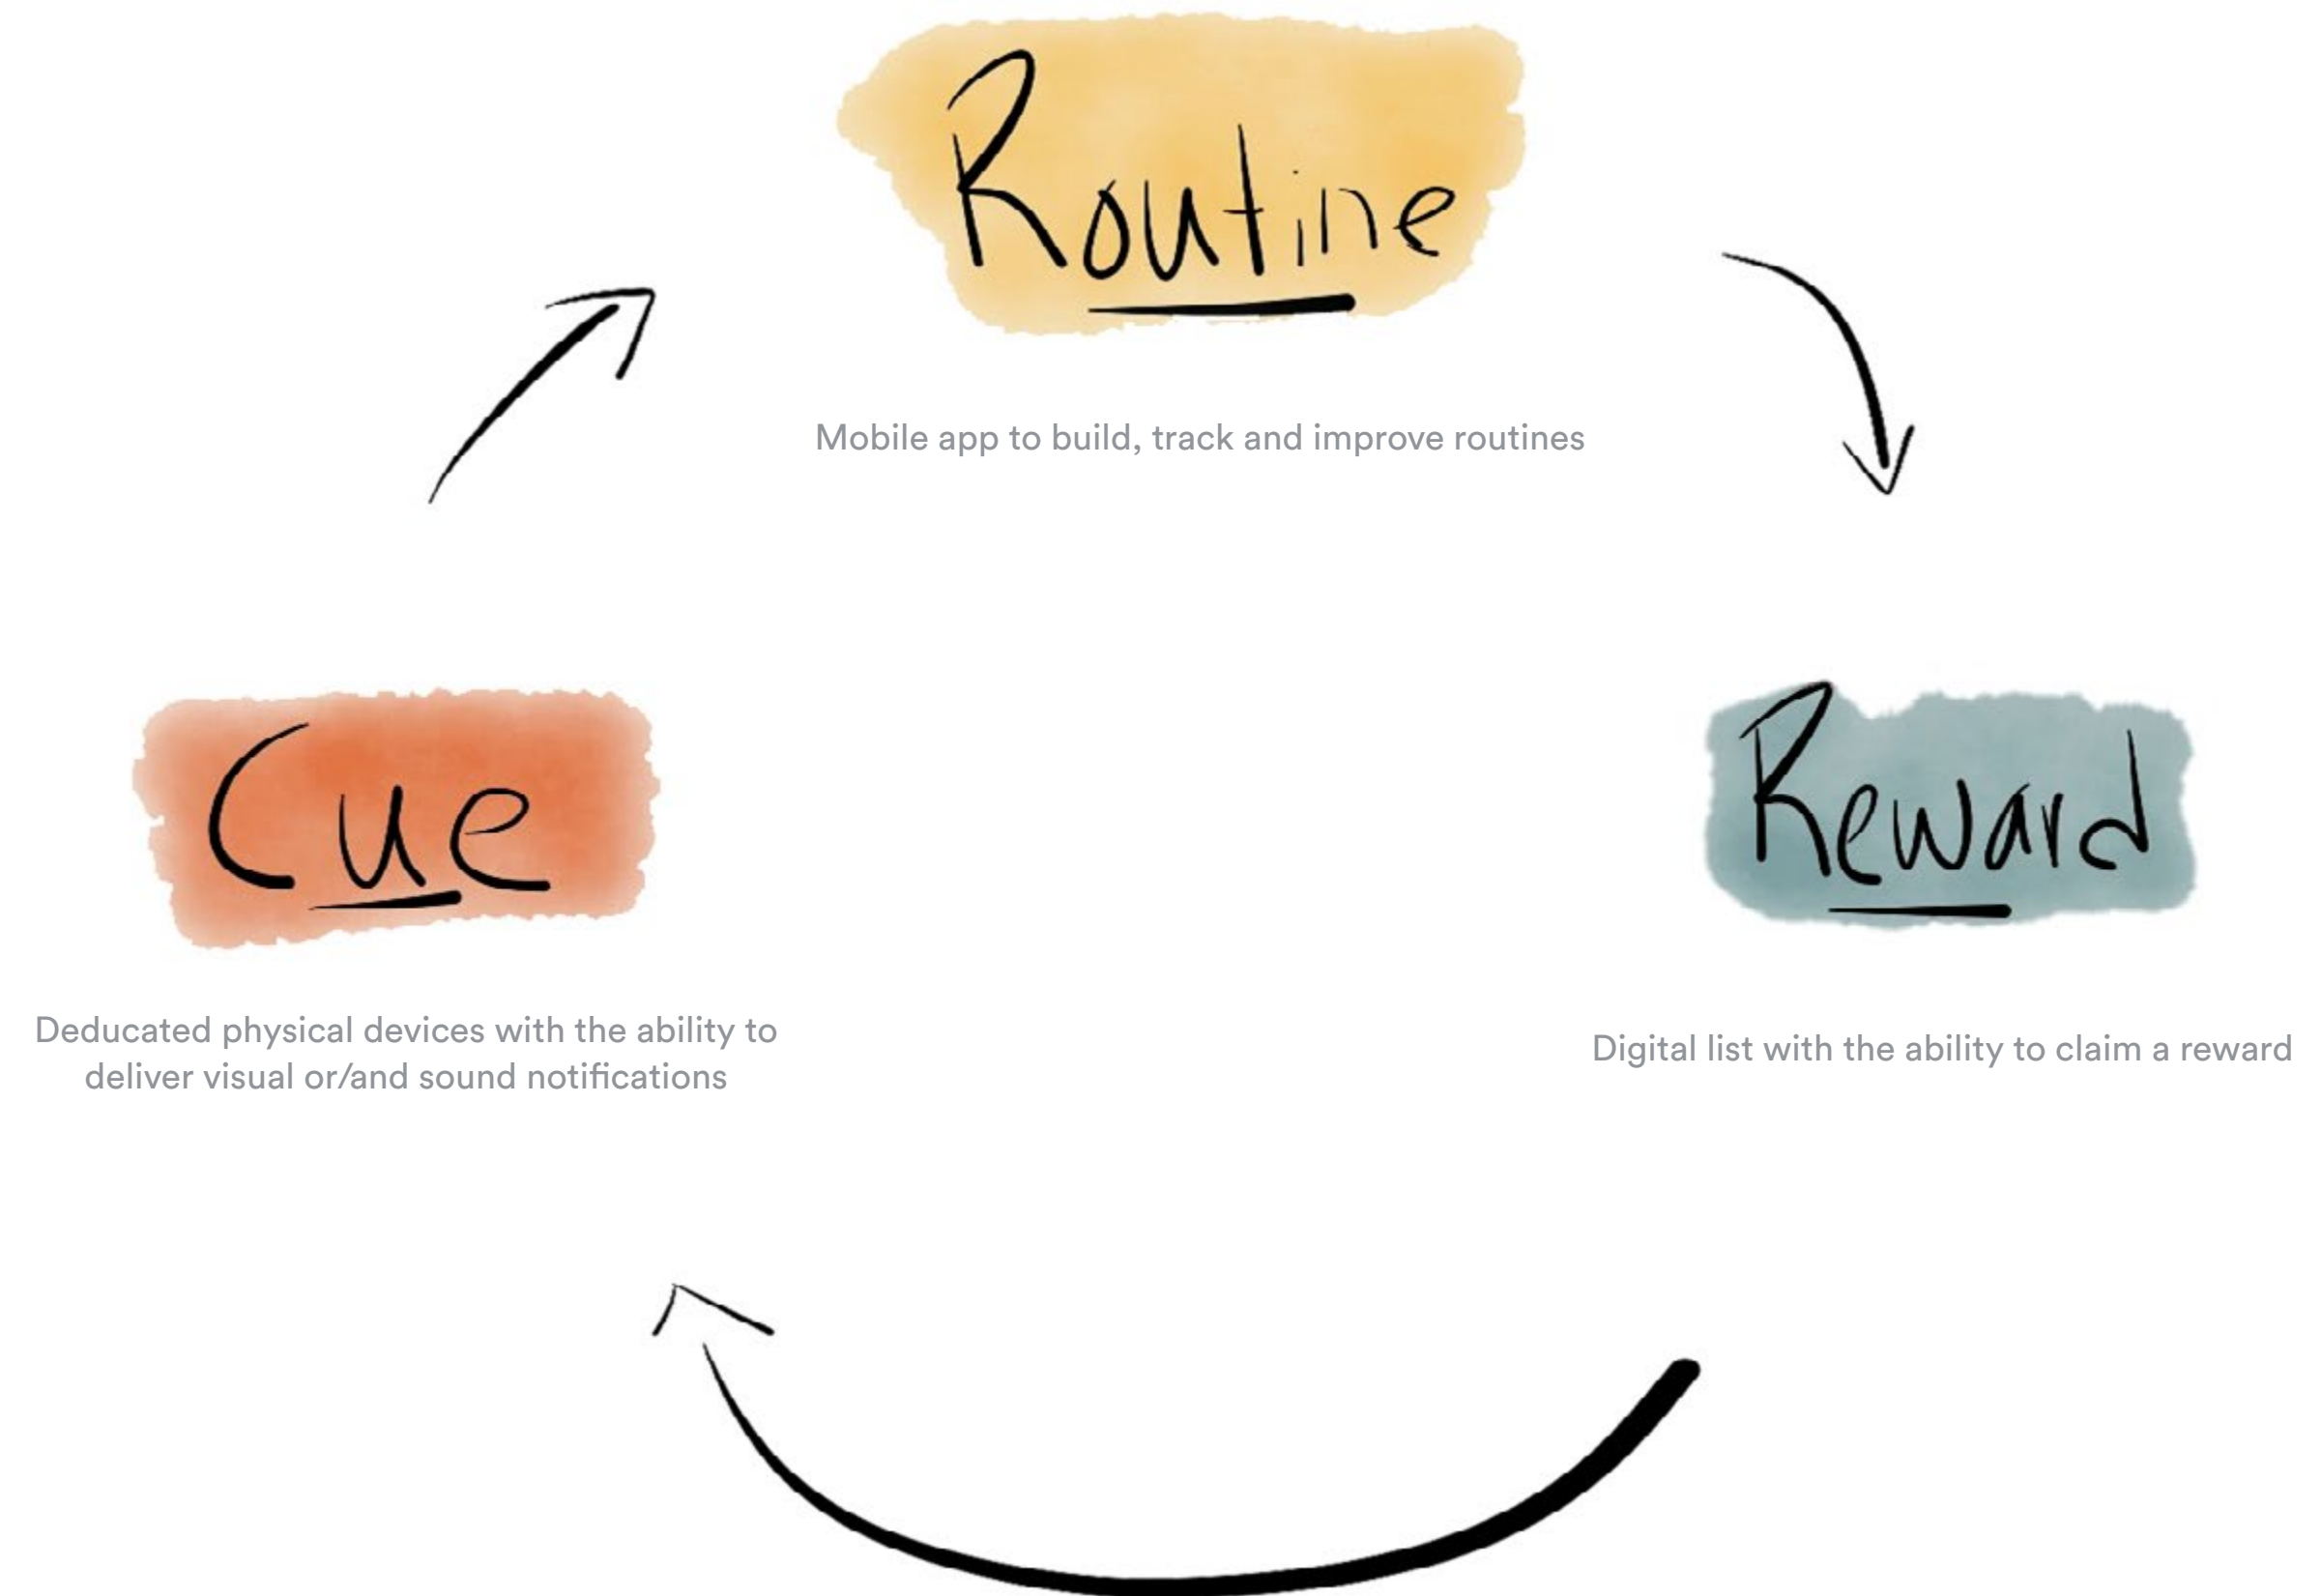 Routine
Mobile app to build, track and improve routines
Cue
Deducated physical devices with the ability to
deliver visual or/and sound notifications
Reward
Digital list with the ability to claim a reward